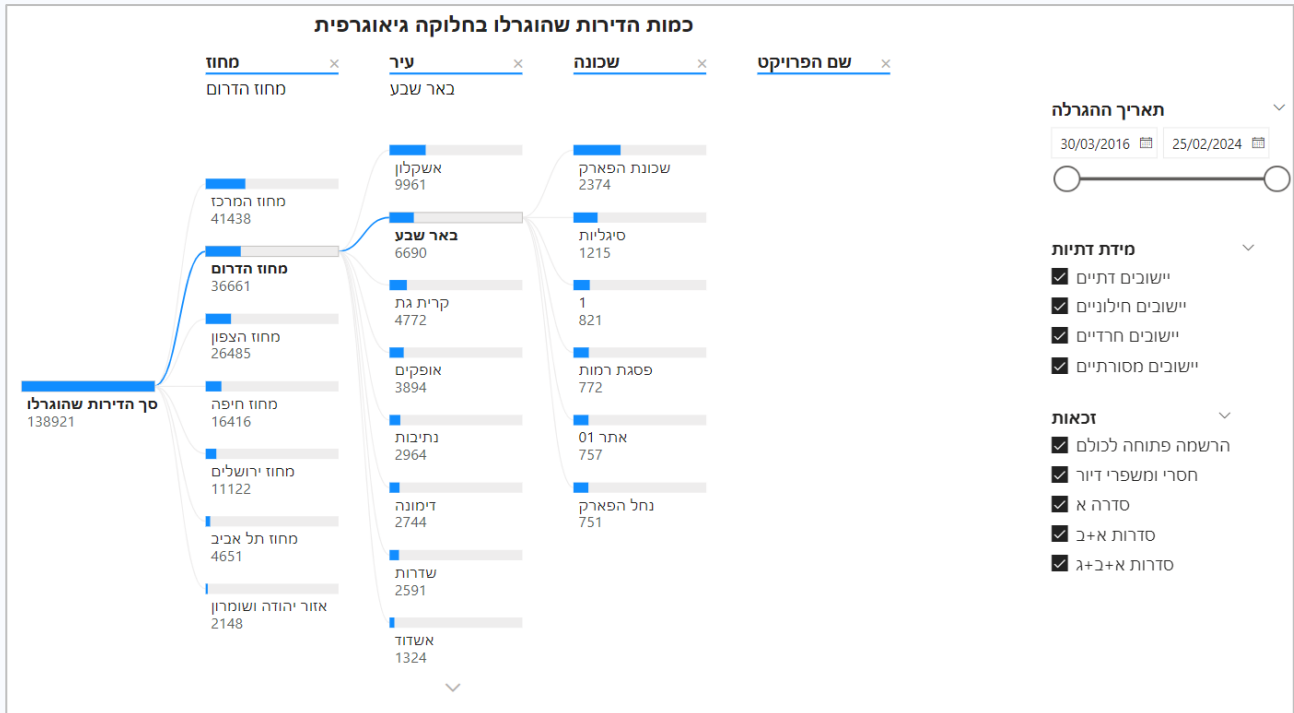 כמות הדירות שהוגרלו בחלוקה גיאוגרפית
מחוז
מחוז הדרום
עיר
באר שבע
שכונה
שם הפרויקט
סך הדירות שהוגרלו
138921
מחוז המרכז
41438
מחוז הדרום
36661
מחוז הצפון
26485
מחוז חיפה
16416
מחוז ירושלים
11122
מחוז תל אביב
4651
אזור יהודה ושומרון
2148
אשקלון
9961
באר שבע
6690
קרית גת
4772
אופקים
3894
נתיבות
2964
דימונה
2744
שדרות
2591
אשדוד
1324
שכונת הפארק
2374
סיגליות
1215
1
821
פסגת רמות
772
אתר 01
757
נחל הפארק
751
תאריך ההגרלה
30/03/2016
25/02/2024
מידת דתיות
יישובים דתיים
יישובים חילוניים
יישובים חרדיים
יישובים מסורתיים
זכאות
הרשמה פתוחה לכולם
חסרי ומשפרי דיור
סדרה א
סדרות א+ב
סדרות א+ב+ג